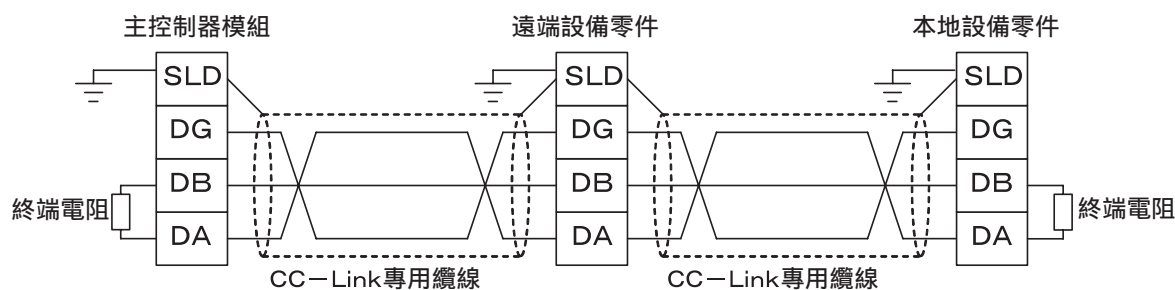 主控制器模組
遠端設備零件
本地設備零件
SLD
SLD
SLD
DG
DG
DG
DB
DB
DB
終端電阻
終端電阻
DA
DA
DA
CC－Link專用纜線
CC－Link專用纜線